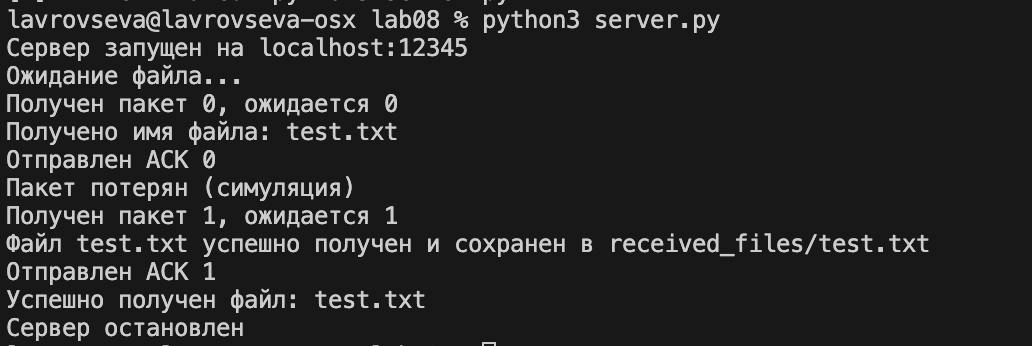 lavrovseva@lavrovseva-osx lab08 % python3 server.py
Сервер запущен на localhost:12345
Ожидание файла...
Получен пакет 0, ожидается 0
Получено имя файла: test.txt
Отправлен ACK 0
Пакет потерян (симуляция)
Получен пакет 1, ожидается 1
Файл test.txt успешно получен и сохранен в received_files/test.txt
Отправлен ACK 1
Успешно получен файл: test.txt
Сервер остановлен